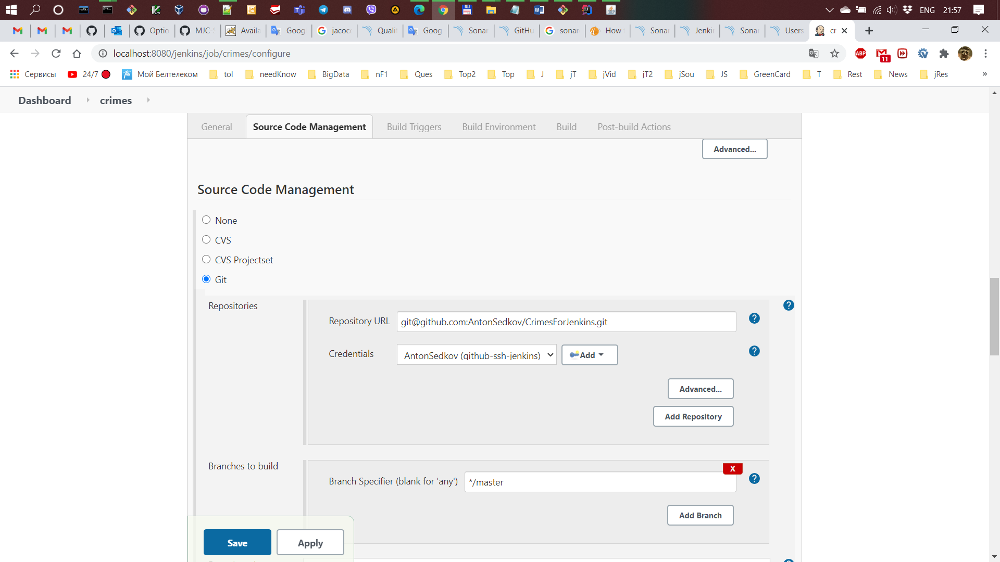 ENG 21:57
Optio MJC-S Availa Goog jacoco Qualit Goog Sonar GitHu sonar How Sonar Jenkin Sonar Users cr
localhost:8080/jenkins/job/crimes/configure
ABP 11
Сервисы 24/7 Мой Белтелеком tol needKnow BigData nF1 Ques Top2 Top J jT jVid jT2 jSou JS GreenCard T Rest News jRes »
Dashboard crimes
General Source Code Management Build Triggers Build Environment Build Post-build Actions
Advanced...
Source Code Management
None
CVS
CVS Projectset
Git
Repositories ?
Repository URL git@github.com:AntonSedkov/CrimesForJenkins.git ?
Credentials AntonSedkov (github-ssh-jenkins) Add ?
Advanced...
Add Repository
Branches to build
X
Branch Specifier (blank for 'any') */master ?
Add Branch
Save Apply